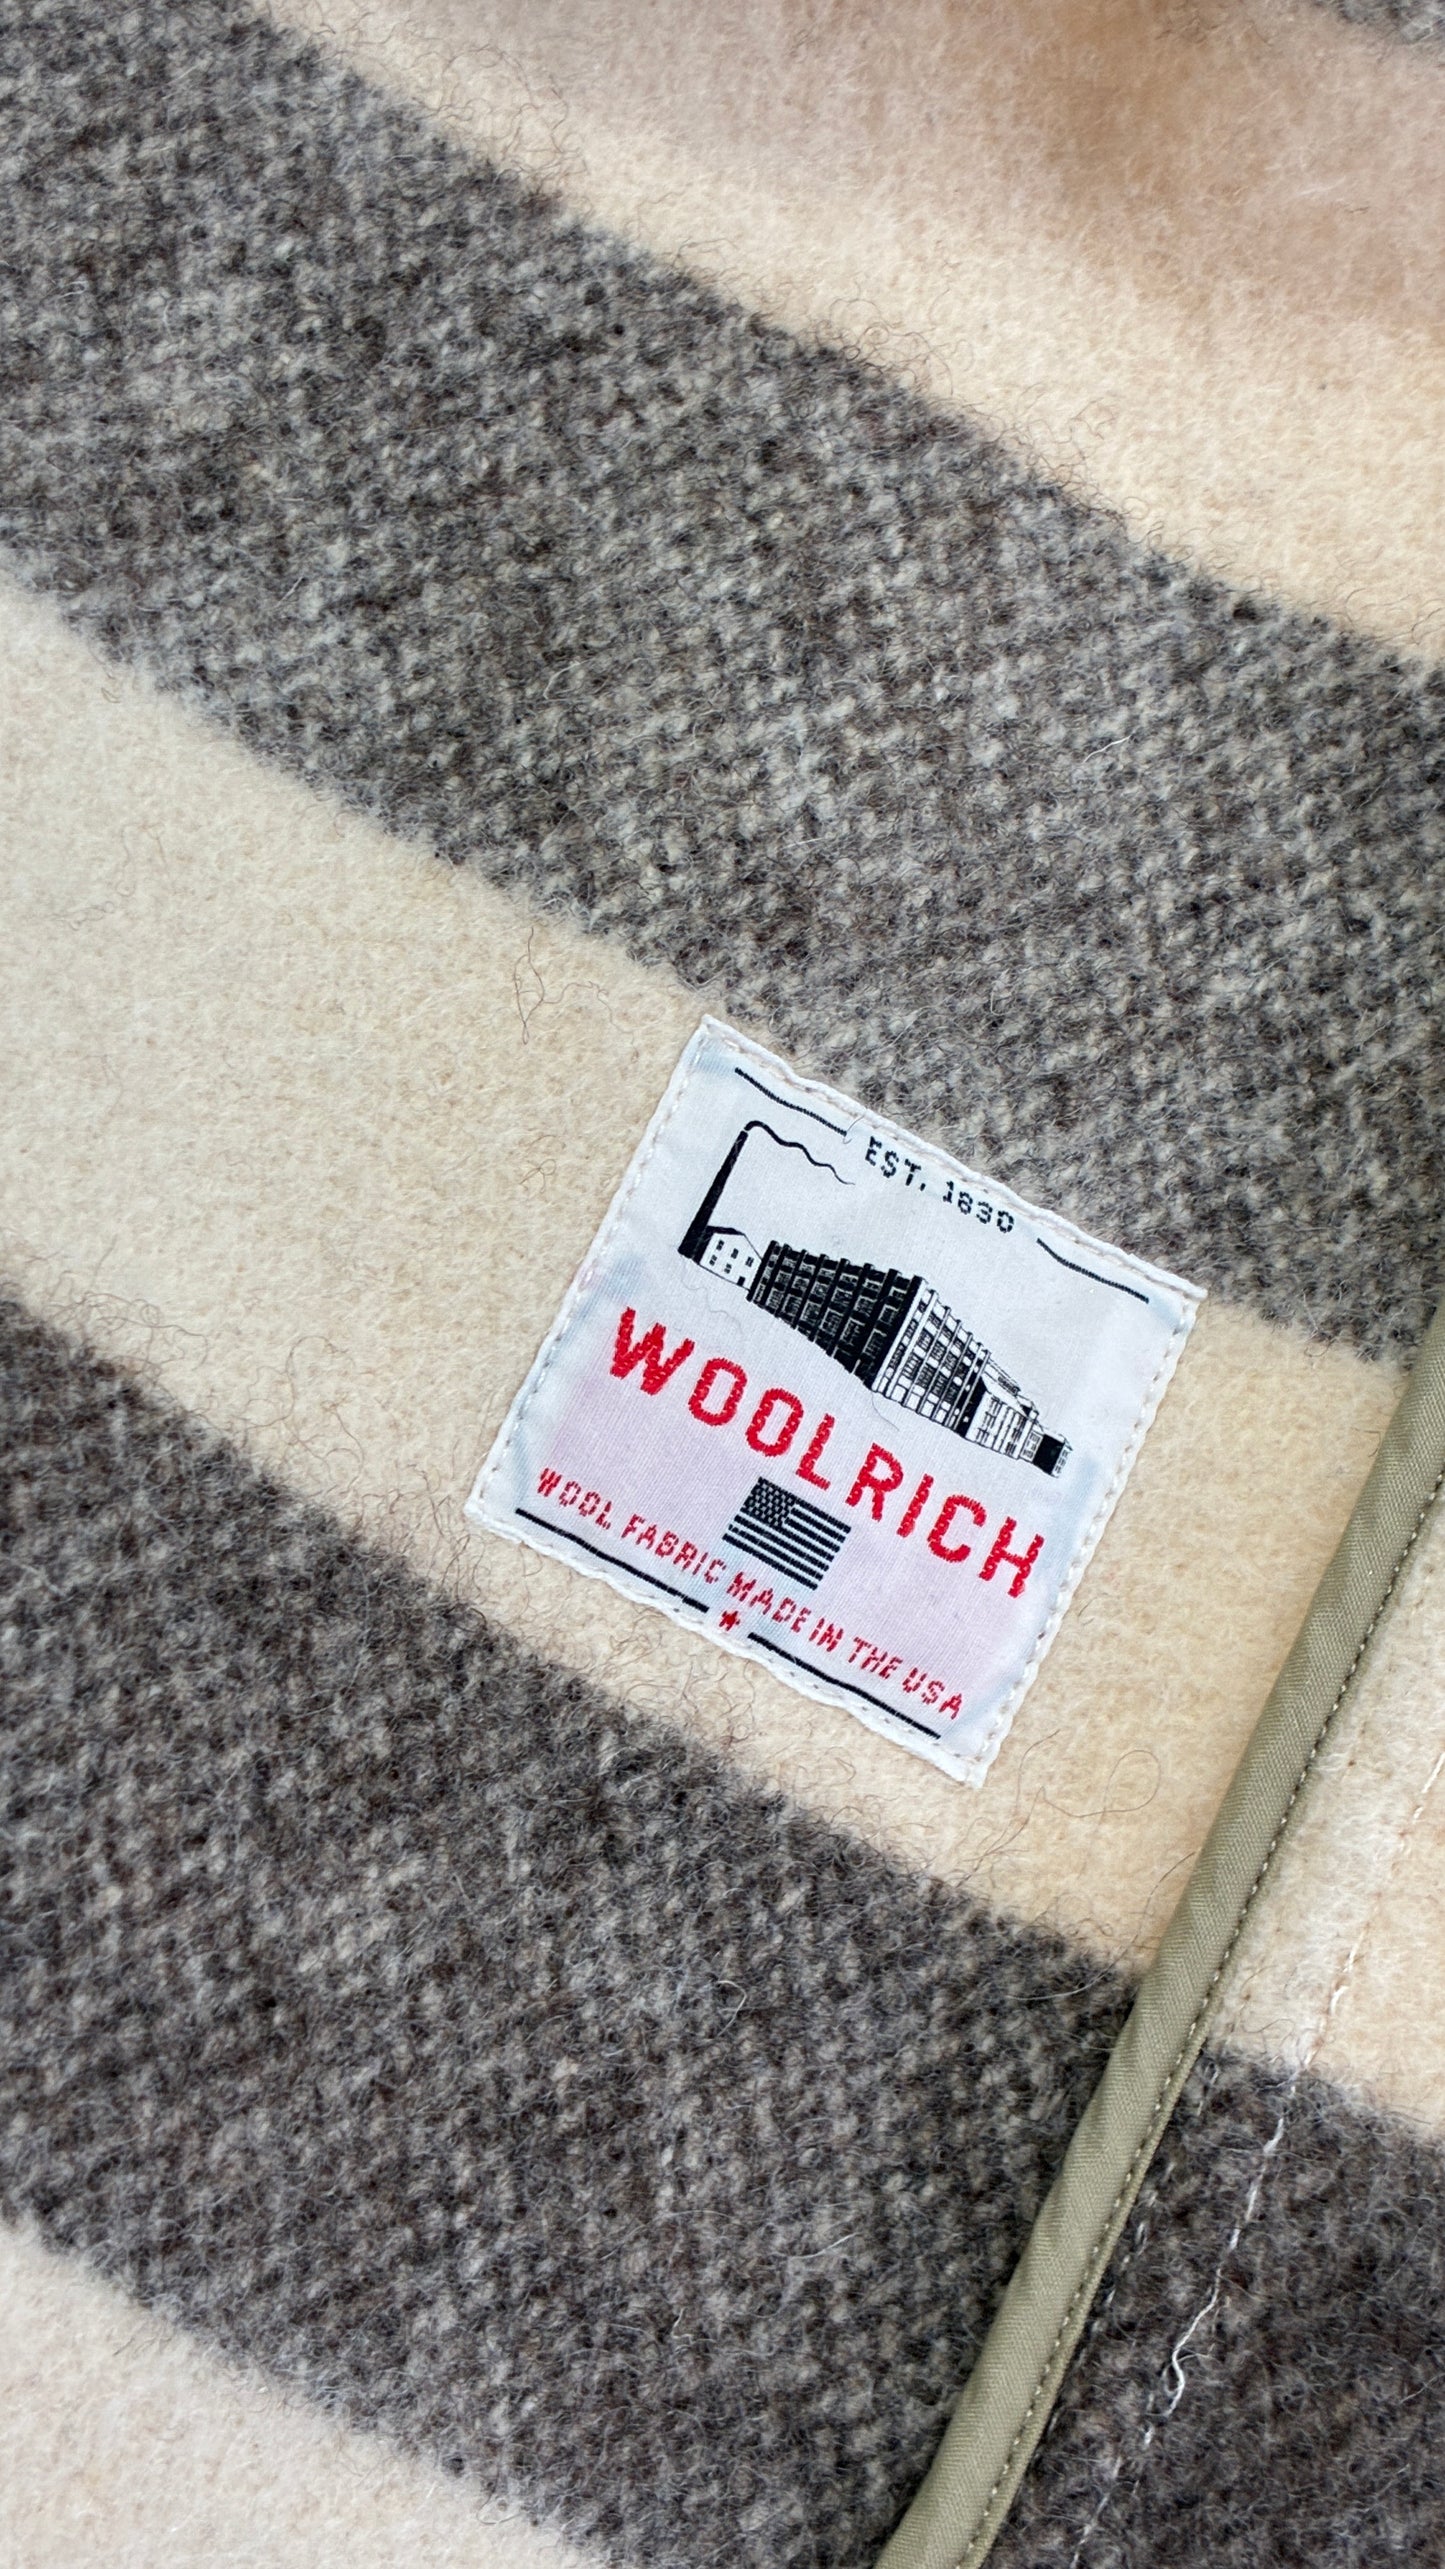 EST. 1830
WOOLRICH
WOOL FABRIC MADE IN THE USA